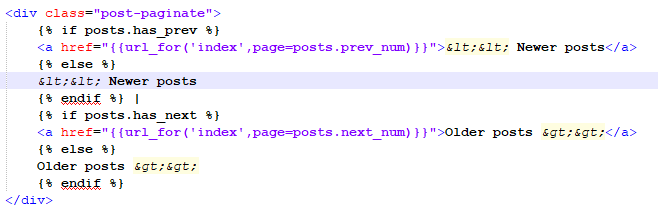 <div class="post-paginate">
{% if posts.has_prev %}
<a href="{{url_for('index',page=posts.prev_num)}}">&lt;&lt; Newer posts</a>
{% else %}
&lt;&lt; Newer posts
{% endif %} |
{% if posts.has_next %}
<a href="{{url_for('index',page=posts.next_num)}}">Older posts &gt;&gt;</a>
{% else %}
Older posts &gt;&gt;
{% endif %}
</div>